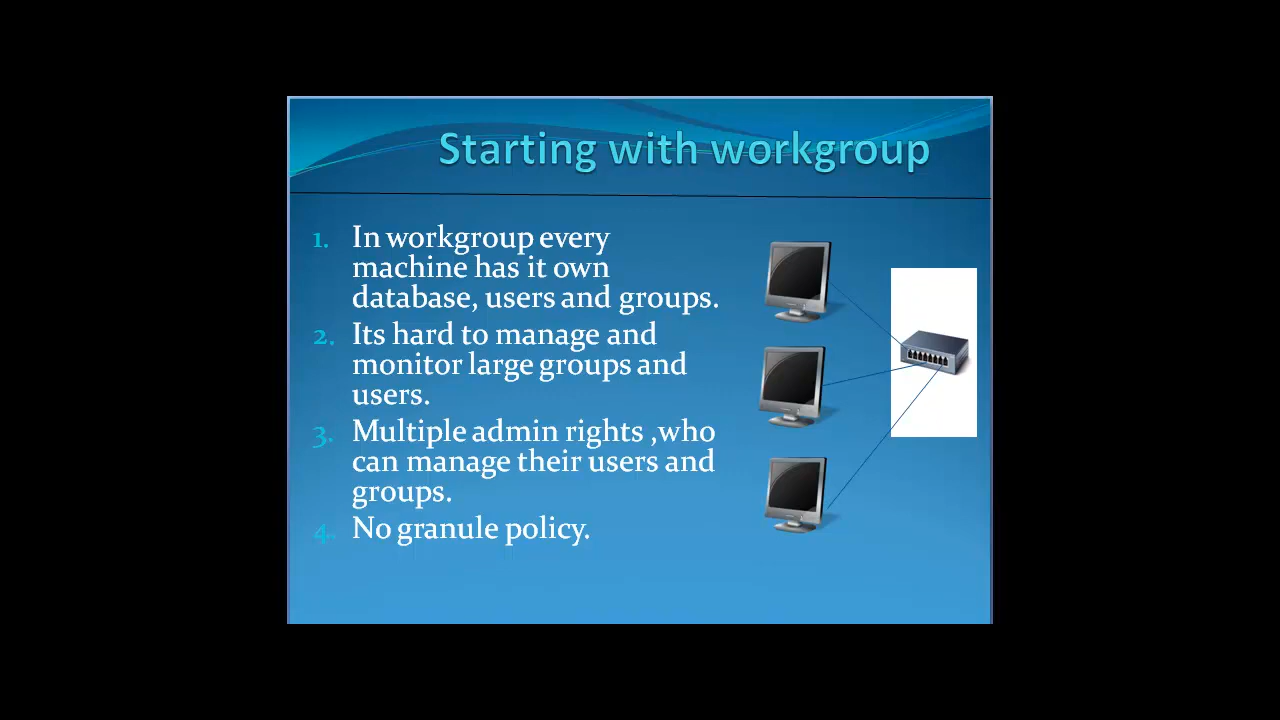 Starting with workgroup
1. In workgroup every
machine has it own
database, users and groups.
2. Its hard to manage and
monitor large groups and
users.
3. Multiple admin rights ,who
can manage their users and
groups.
4. No granule policy.